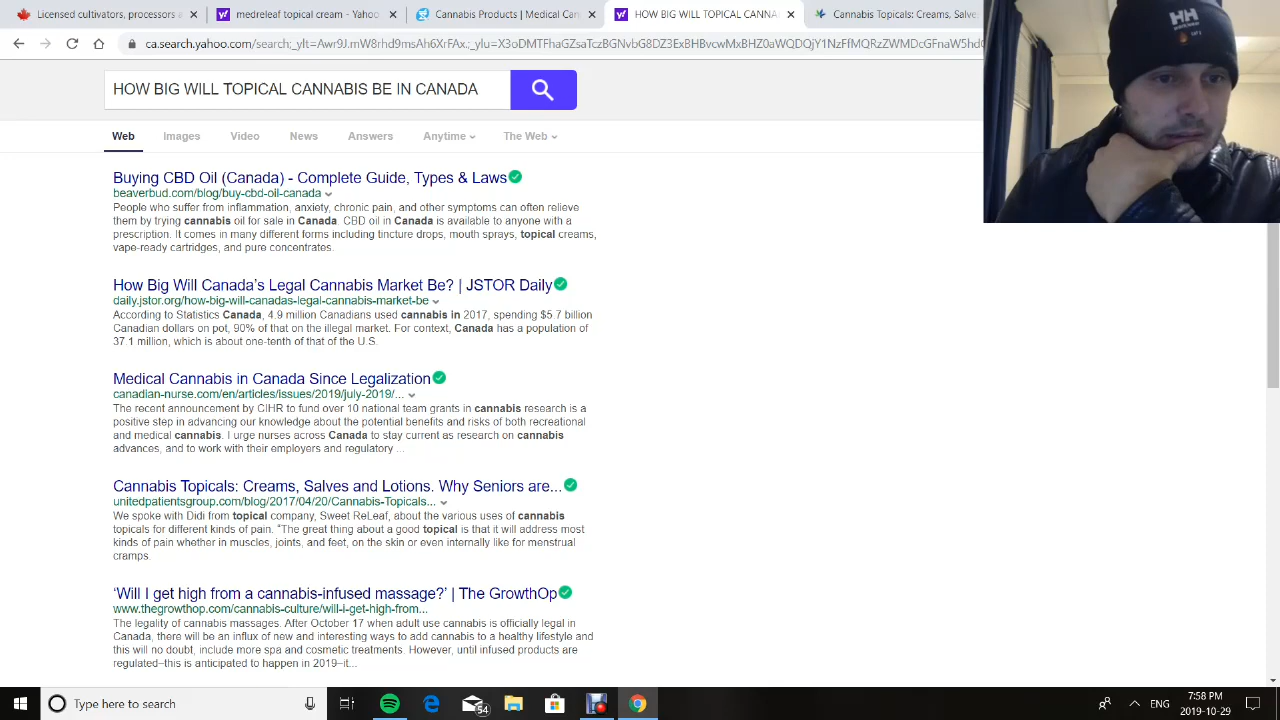 Licensed cultivators, processors
medreleaf topical cream - Yahoo
Cannabis Products | Medical Can
HOW BIG WILL TOPICAL CANNA
Cannabis Topicals: Creams, Salve
HOW BIG WILL TOPICAL CANNABIS BE IN CANADA
Web Images Video News Answers Anytime The Web
Buying CBD Oil (Canada) - Complete Guide, Types & Laws
beaverbud.com/blog/buy-cbd-oil-canada
People who suffer from inflammation, anxiety, chronic pain, and other symptoms can often relieve
them by trying cannabis oil for sale in Canada. CBD oil in Canada is available to anyone with a
prescription. It comes in many different forms including tincture drops, mouth sprays, topical creams,
vape-ready cartridges, and pure concentrates.
How Big Will Canada's Legal Cannabis Market Be? | JSTOR Daily
daily.jstor.org/how-big-will-canadas-legal-cannabis-market-be
According to Statistics Canada, 4.9 million Canadians used cannabis in 2017, spending $5.7 billion
Canadian dollars on pot, 90% of that on the illegal market. For context, Canada has a population of
37.1 million, which is about one-tenth of that of the U.S.
Medical Cannabis in Canada Since Legalization
canadian-nurse.com/en/articles/issues/2019/july-2019/...
The recent announcement by CIHR to fund over 10 national team grants in cannabis research is a
positive step in advancing our knowledge about the potential benefits and risks of both recreational
and medical cannabis. I urge nurses across Canada to stay current as research on cannabis
advances, and to work with their employers and regulatory ...
Cannabis Topicals: Creams, Salves and Lotions. Why Seniors are...
unitedpatientsgroup.com/blog/2017/04/20/Cannabis-Topicals...
We spoke with Didi from topical company, Sweet ReLeaf, about the various uses of cannabis
topicals for different kinds of pain. "The great thing about a good topical is that it will address most
kinds of pain whether in muscles, joints, and feet, on the skin or even internally like for menstrual
cramps.
'Will I get high from a cannabis-infused massage?' | The GrowthOp
www.thegrowthop.com/cannabis-culture/will-i-get-high-from...
The legality of cannabis massages. After October 17 when adult use cannabis is officially legal in
Canada, there will be an influx of new and interesting ways to add cannabis to a healthy lifestyle and
this will no doubt, include more spa and cosmetic treatments. However, until infused products are
regulated–this is anticipated to happen in 2019–it...
HH
Type here to search
54
ENG
7:58 PM
2019-10-29